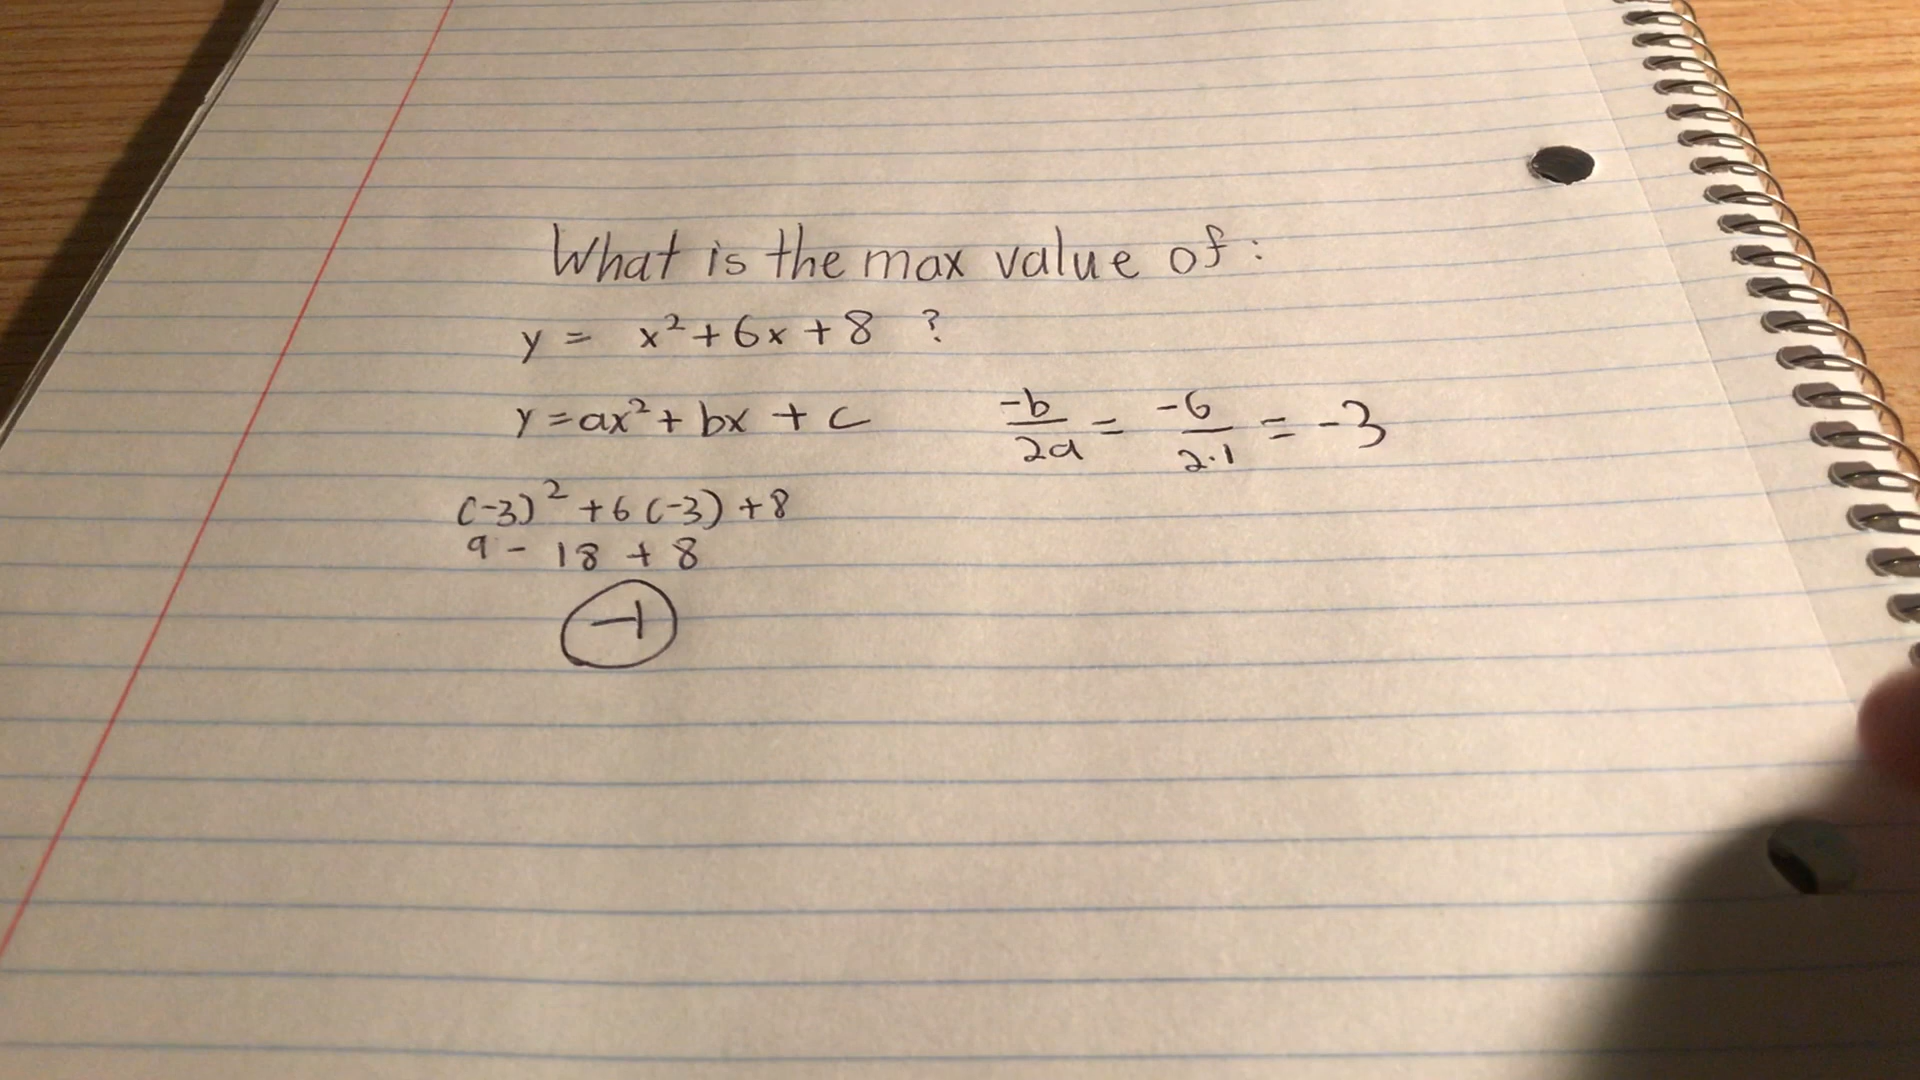 What is the max value of:
y = x² + 6x + 8 ?
y = ax² + bx + c -b/2a = -6/2·1 = -3
(-3)² + 6(-3) + 8
9 - 18 + 8
-1